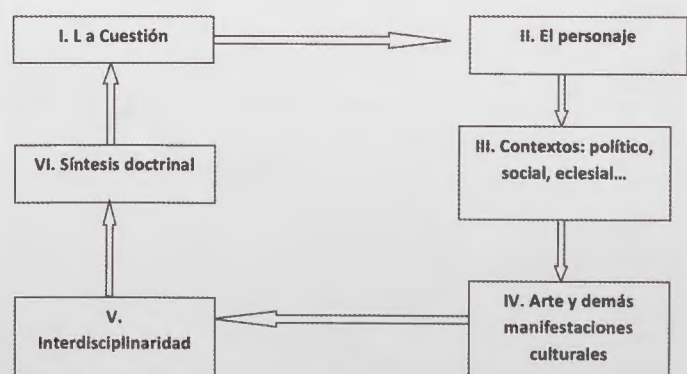 I. L a Cuestión
II. El personaje
III. Contextos: político,
social, eclesial...
IV. Arte y demás
manifestaciones
culturales
V.
Interdisciplinaridad
VI. Síntesis doctrinal